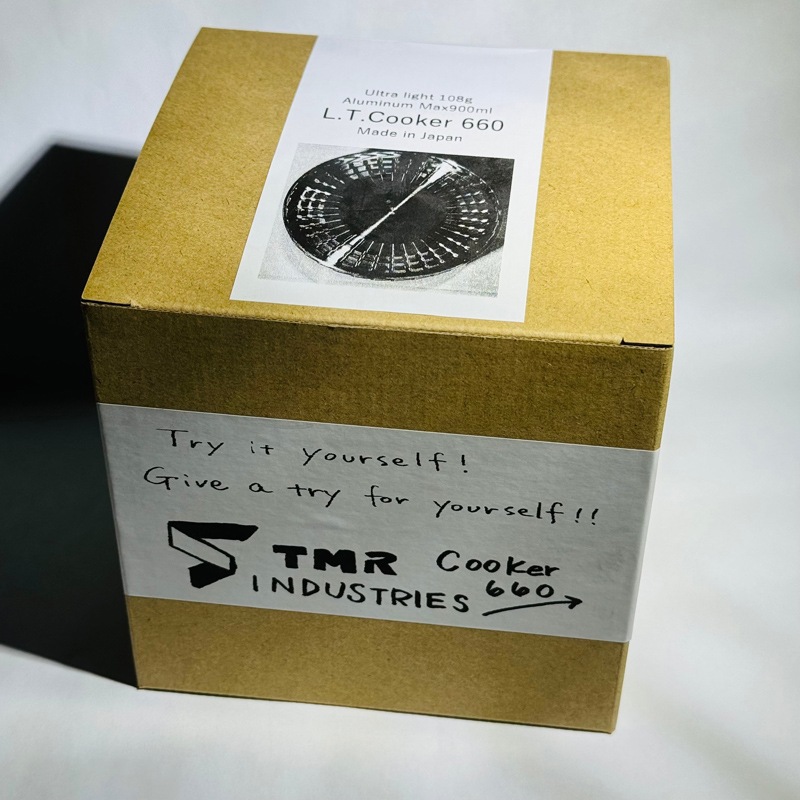 Ultra light 108g
Aluminum Max900ml
L.T.Cooker 660
Made in Japan
Try it yourself!
Give a try for yourself!!
TMR Cooker
INDUSTRIES 660